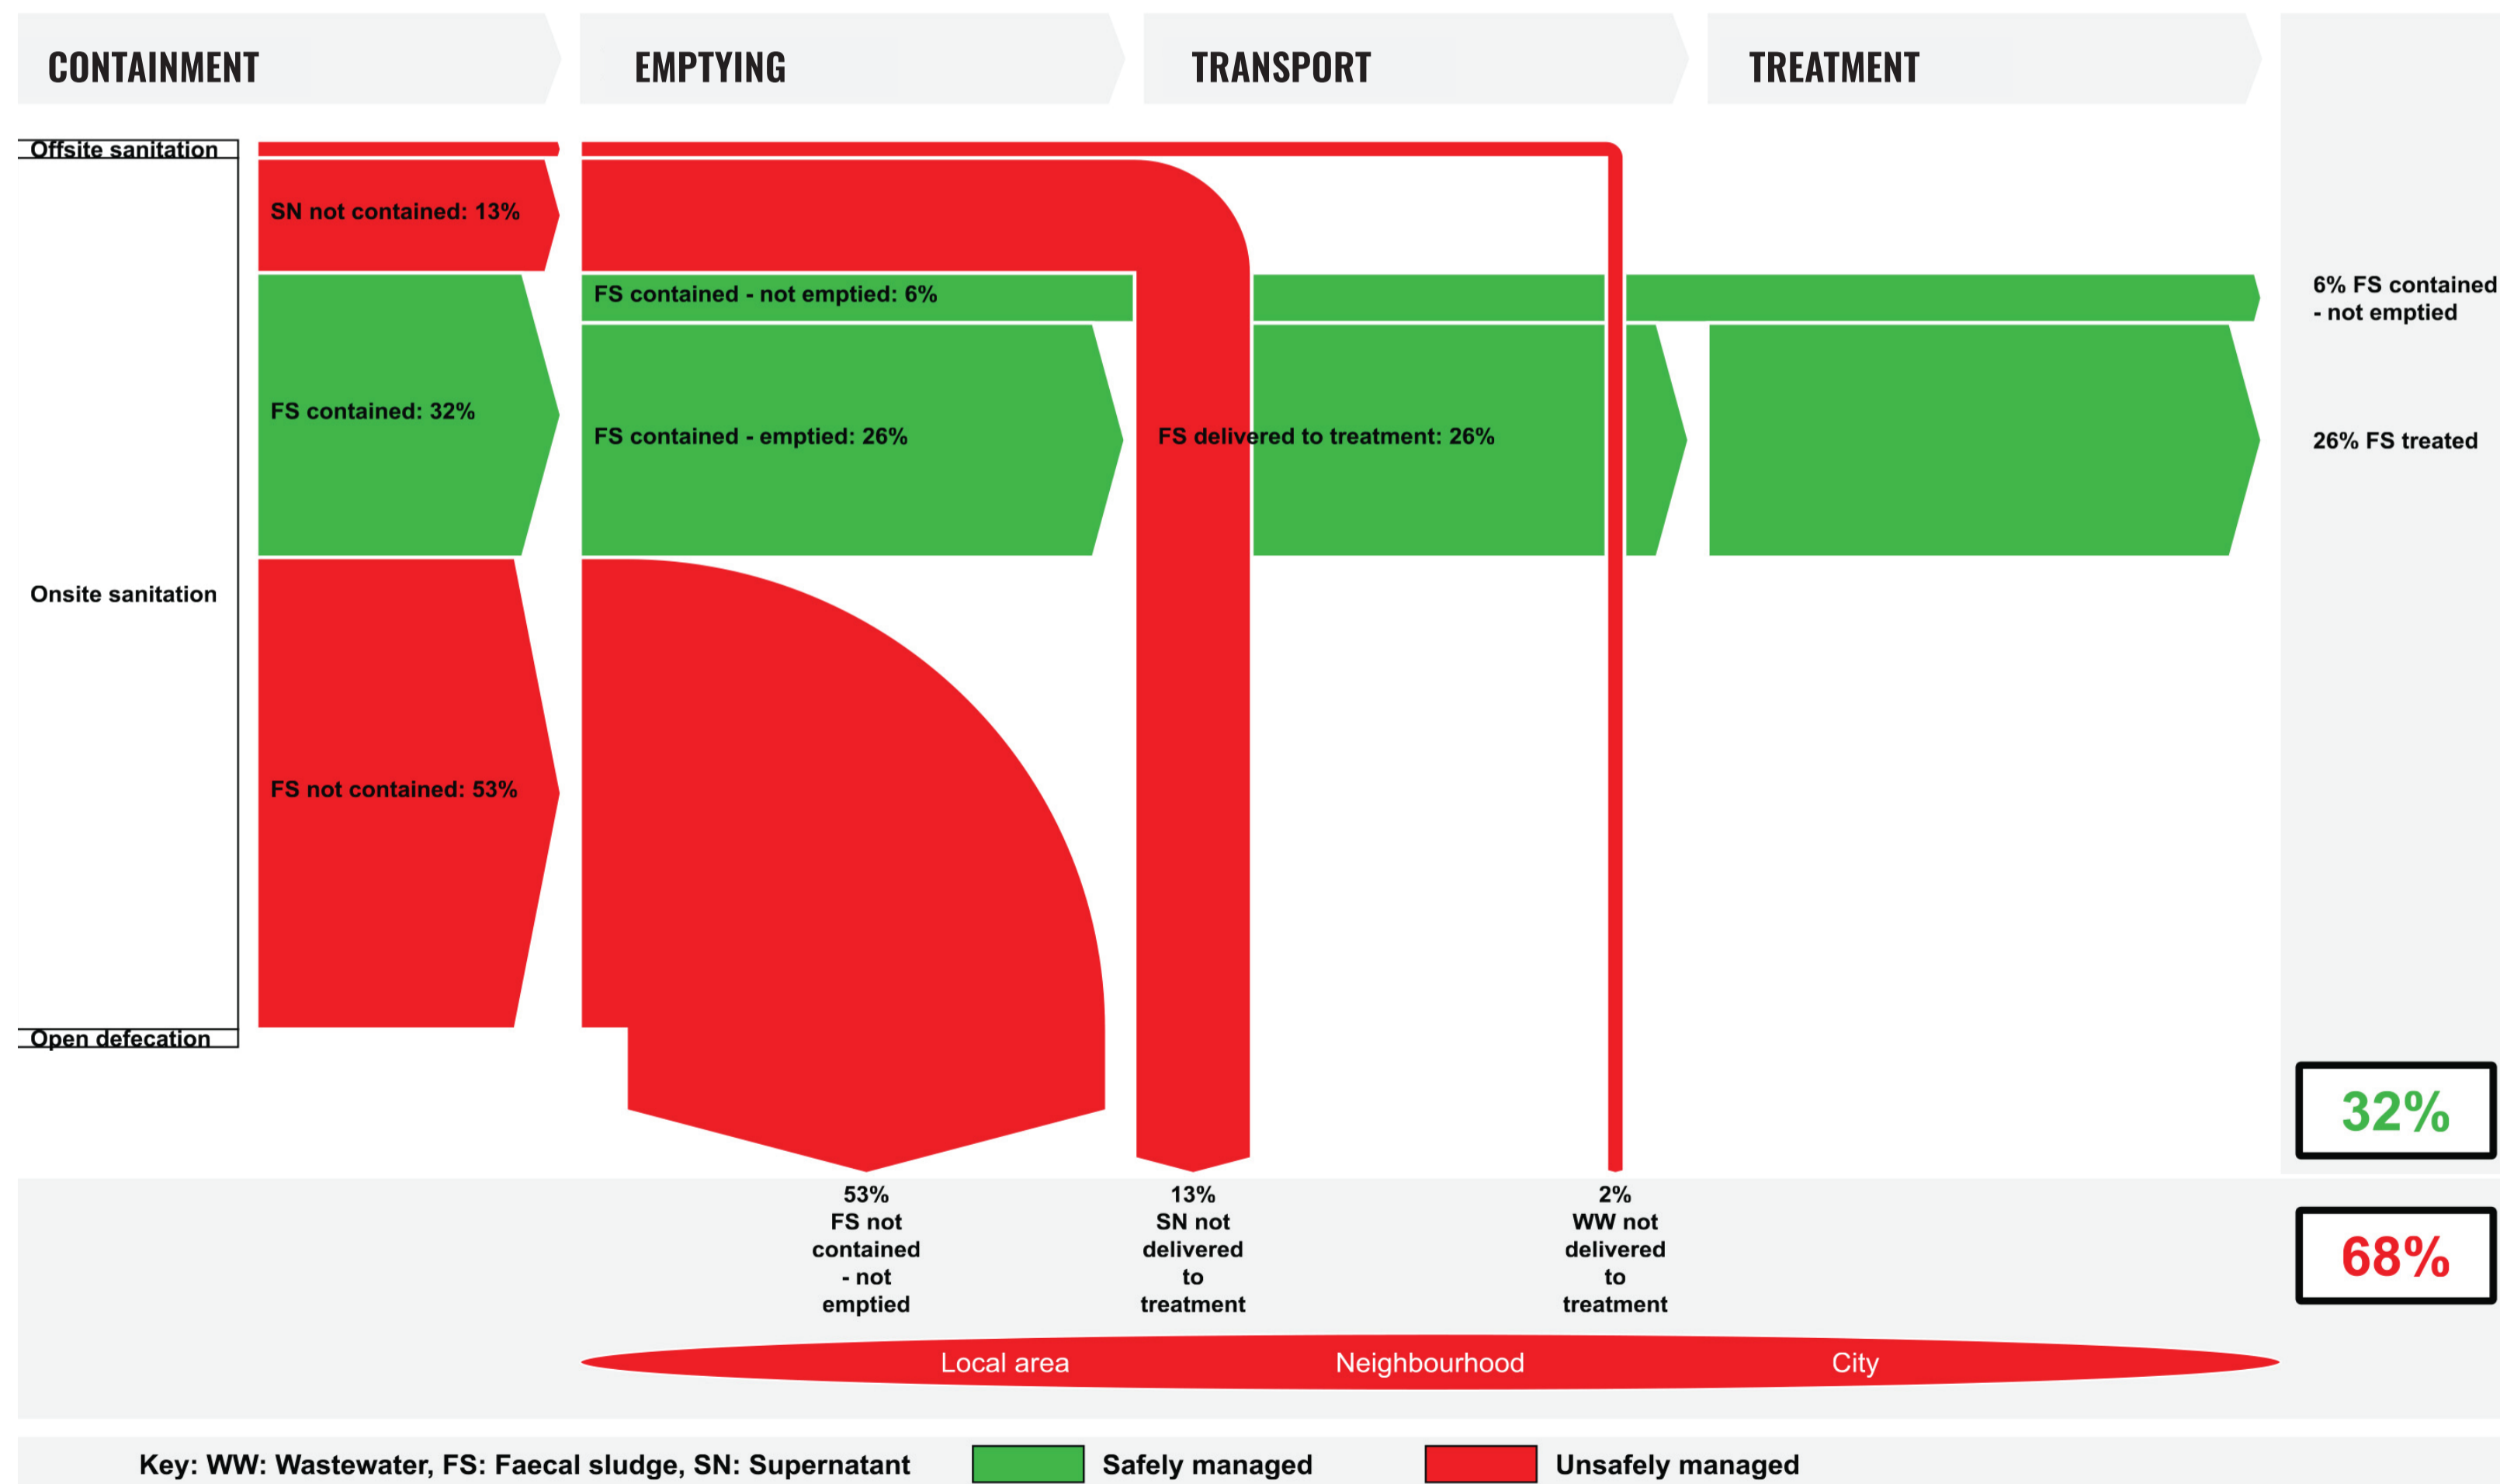 CONTAINMENT
EMPTYING
TRANSPORT
TREATMENT
Offsite sanitation
SN not contained: 13%
FS contained: 32%
Onsite sanitation
FS not contained: 53%
Open defecation
FS contained - not emptied: 6%
FS contained - emptied: 26%
FS delivered to treatment: 26%
6% FS contained
- not emptied
26% FS treated
32%
53%
FS not
contained
- not
emptied
13%
SN not
delivered
to
treatment
2%
WW not
delivered
to
treatment
68%
Local area
Neighbourhood
City
Key: WW: Wastewater, FS: Faecal sludge, SN: Supernatant
Safely managed
Unsafely managed